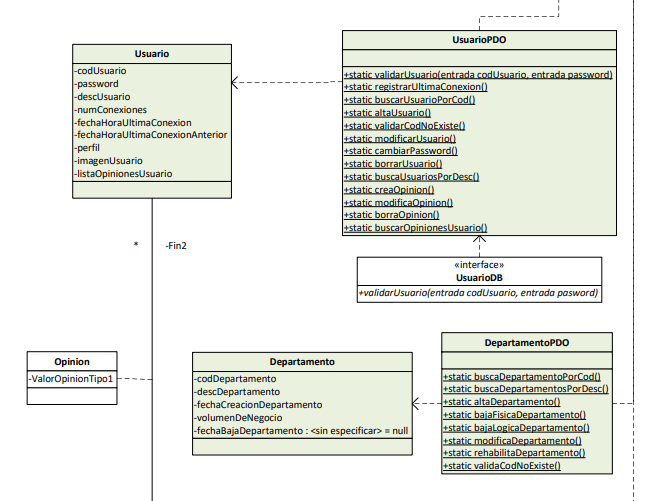 Usuario
-codUsuario
-password
-descUsuario
-numConexiones
-fechaHoraUltimaConexion
-fechaHoraUltimaConexionAnterior
-perfil
-imagenUsuario
-listaOpinionesUsuario
UsuarioPDO
+static validarUsuario(entrada codUsuario, entrada password)
+static registrarUltimaConexion()
+static buscarUsuarioPorCod()
+static altaUsuario()
+static validarCodNoExiste()
+static modificarUsuario()
+static cambiarPassword()
+static borrarUsuario()
+static buscaUsuariosPorDesc()
+static creaOpinion()
+static modificaOpinion()
+static borraOpinion()
+static buscarOpinionesUsuario()
*
-Fin2
«interface»
UsuarioDB
+validarUsuario(entrada codUsuario, entrada pasword)
Opinion
-ValorOpinionTipo1
Departamento
-codDepartamento
-descDepartamento
-fechaCreacionDepartamento
-volumenDeNegocio
-fechaBajaDepartamento : <sin especificar> = null
DepartamentoPDO
+static buscaDepartamentoPorCod()
+static buscaDepartamentosPorDesc()
+static altaDepartamento()
+static bajaFisicaDepartamento()
+static bajaLogicaDepartamento()
+static modificaDepartamento()
+static rehabilitaDepartamento()
+static validaCodNoExiste()